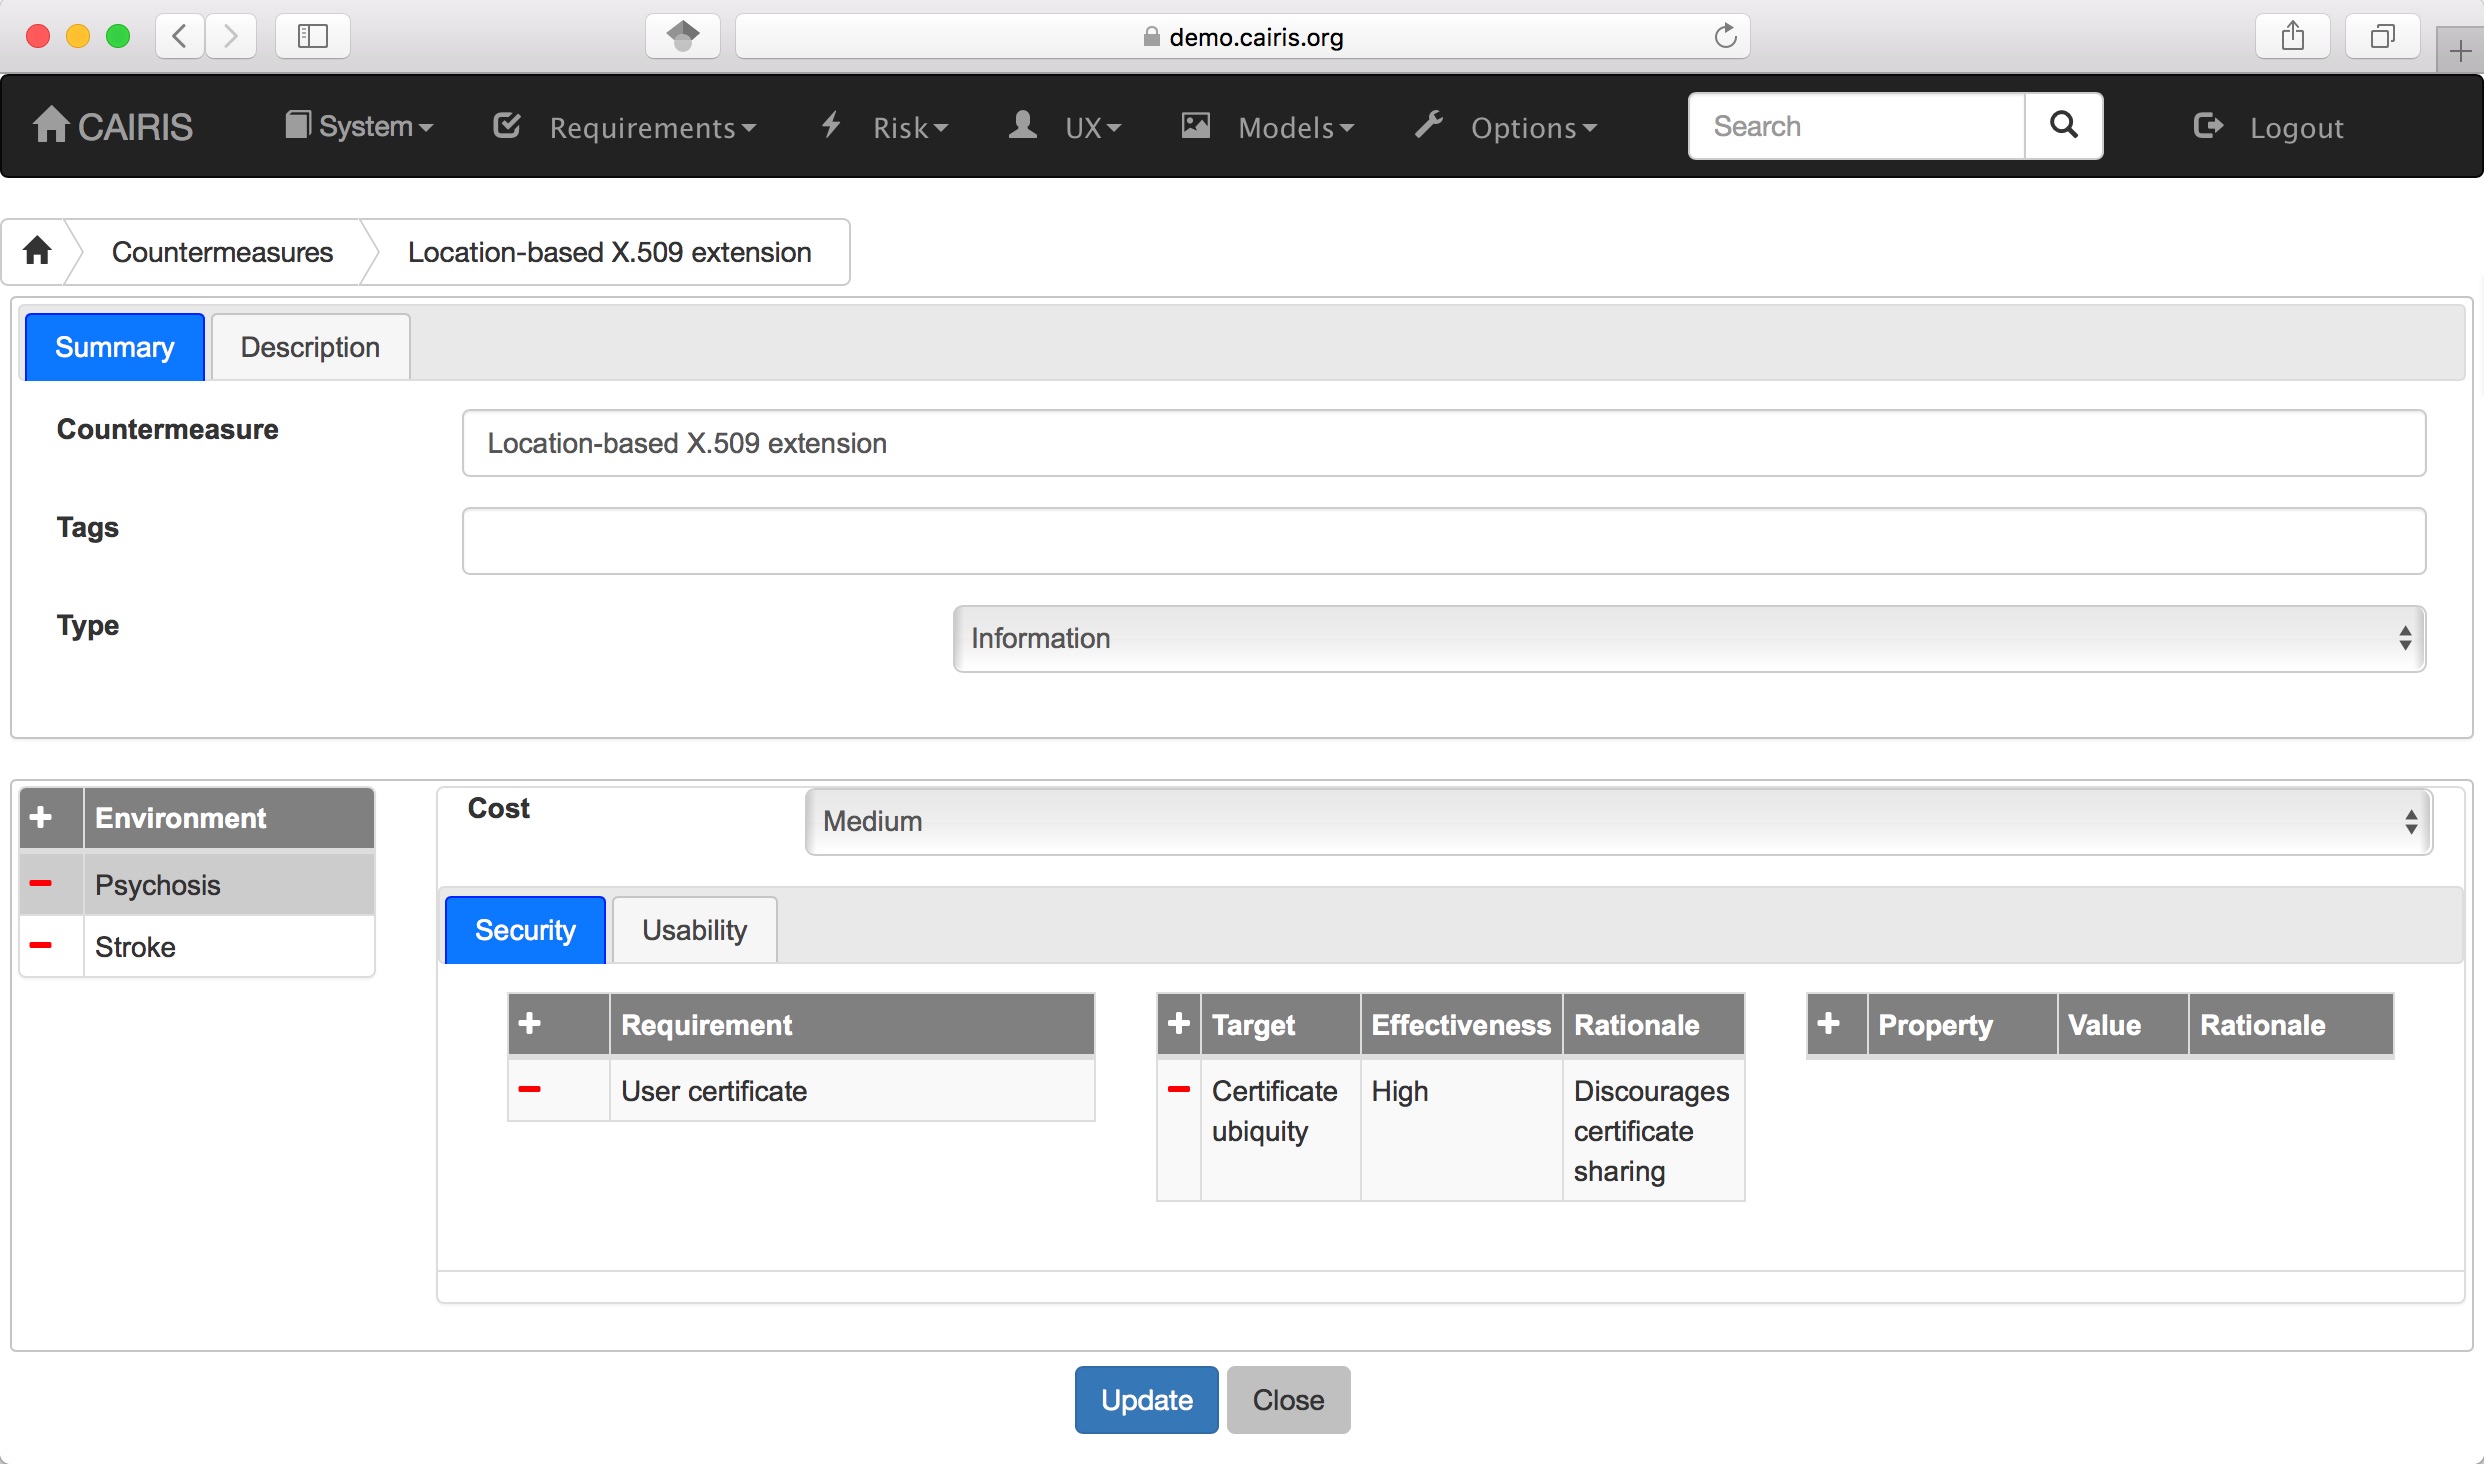 demo.cairis.org
CAIRIS System Requirements Risk UX Models Options Search Logout
Countermeasures Location-based X.509 extension
Summary Description
Countermeasure Location-based X.509 extension
Tags
Type Information
Environment
Psychosis
Stroke
Cost Medium
Security Usability
Requirement
User certificate
Target Effectiveness Rationale
Certificate ubiquity High Discourages certificate sharing
Property Value Rationale
Update Close